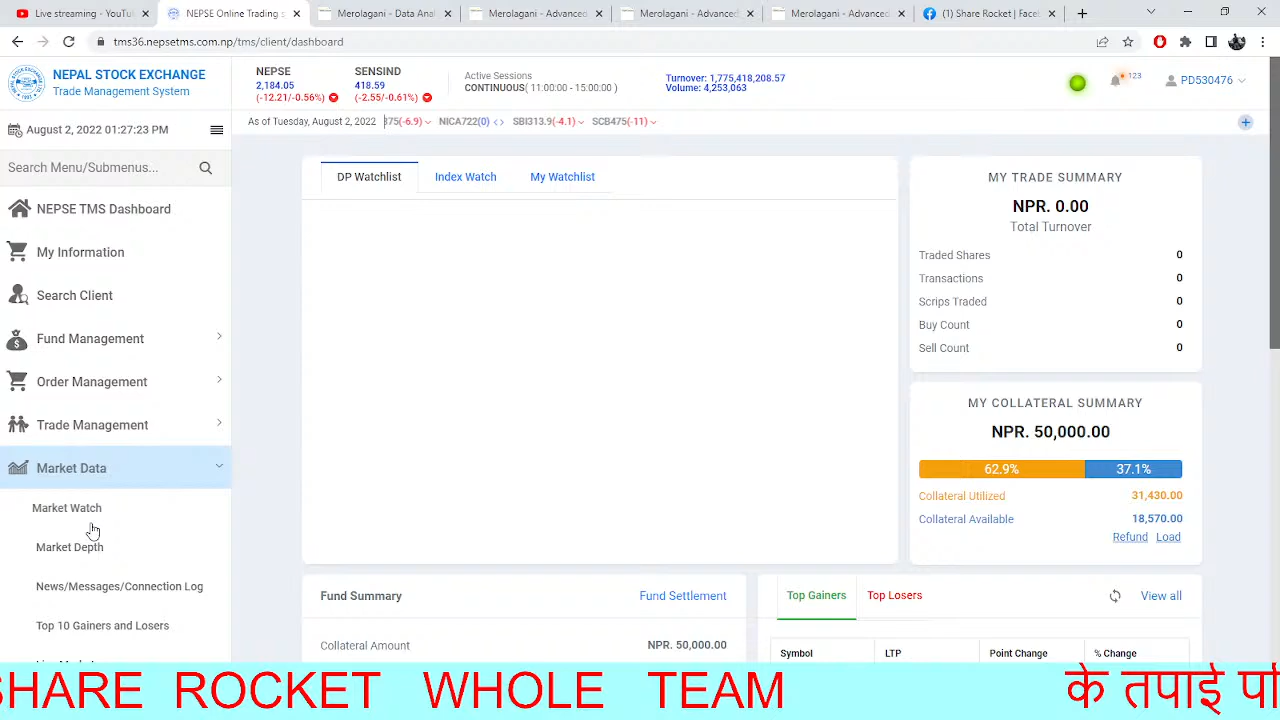 Live streaming - YouTu
NEPSE Online Trading s
Merolagani - Data Anal
Merolagani - Advanced
Merolagani - Advanced
Merolagani - Advanced
(1) Share Rocket | Face
tms36.nepsetms.com.np/tms/client/dashboard
NEPAL STOCK EXCHANGE
Trade Management System
NEPSE
2,184.05
(-12.21/-0.56%)
SENSIND
418.59
(-2.55/-0.61%)
Active Sessions
CONTINUOUS( 11:00:00 - 15:00:00 )
Turnover: 1,775,418,208.57
Volume: 4,253,063
123
PD530476
August 2, 2022 01:27:23 PM
As of Tuesday, August 2, 2022
375(-6.9) NICA722(0) SBI313.9(-4.1) SCB475(-11)
Search Menu/Submenus...
NEPSE TMS Dashboard
My Information
Search Client
Fund Management
Order Management
Trade Management
Market Data
Market Watch
Market Depth
News/Messages/Connection Log
Top 10 Gainers and Losers
DP Watchlist Index Watch My Watchlist
MY TRADE SUMMARY
NPR. 0.00
Total Turnover
Traded Shares 0
Transactions 0
Scrips Traded 0
Buy Count 0
Sell Count 0
MY COLLATERAL SUMMARY
NPR. 50,000.00
62.9% 37.1%
Collateral Utilized 31,430.00
Collateral Available 18,570.00
Refund Load
Fund Summary Fund Settlement
Collateral Amount NPR. 50,000.00
Top Gainers Top Losers View all
Symbol LTP Point Change % Change
SHARE ROCKET WHOLE TEAM के तपाई